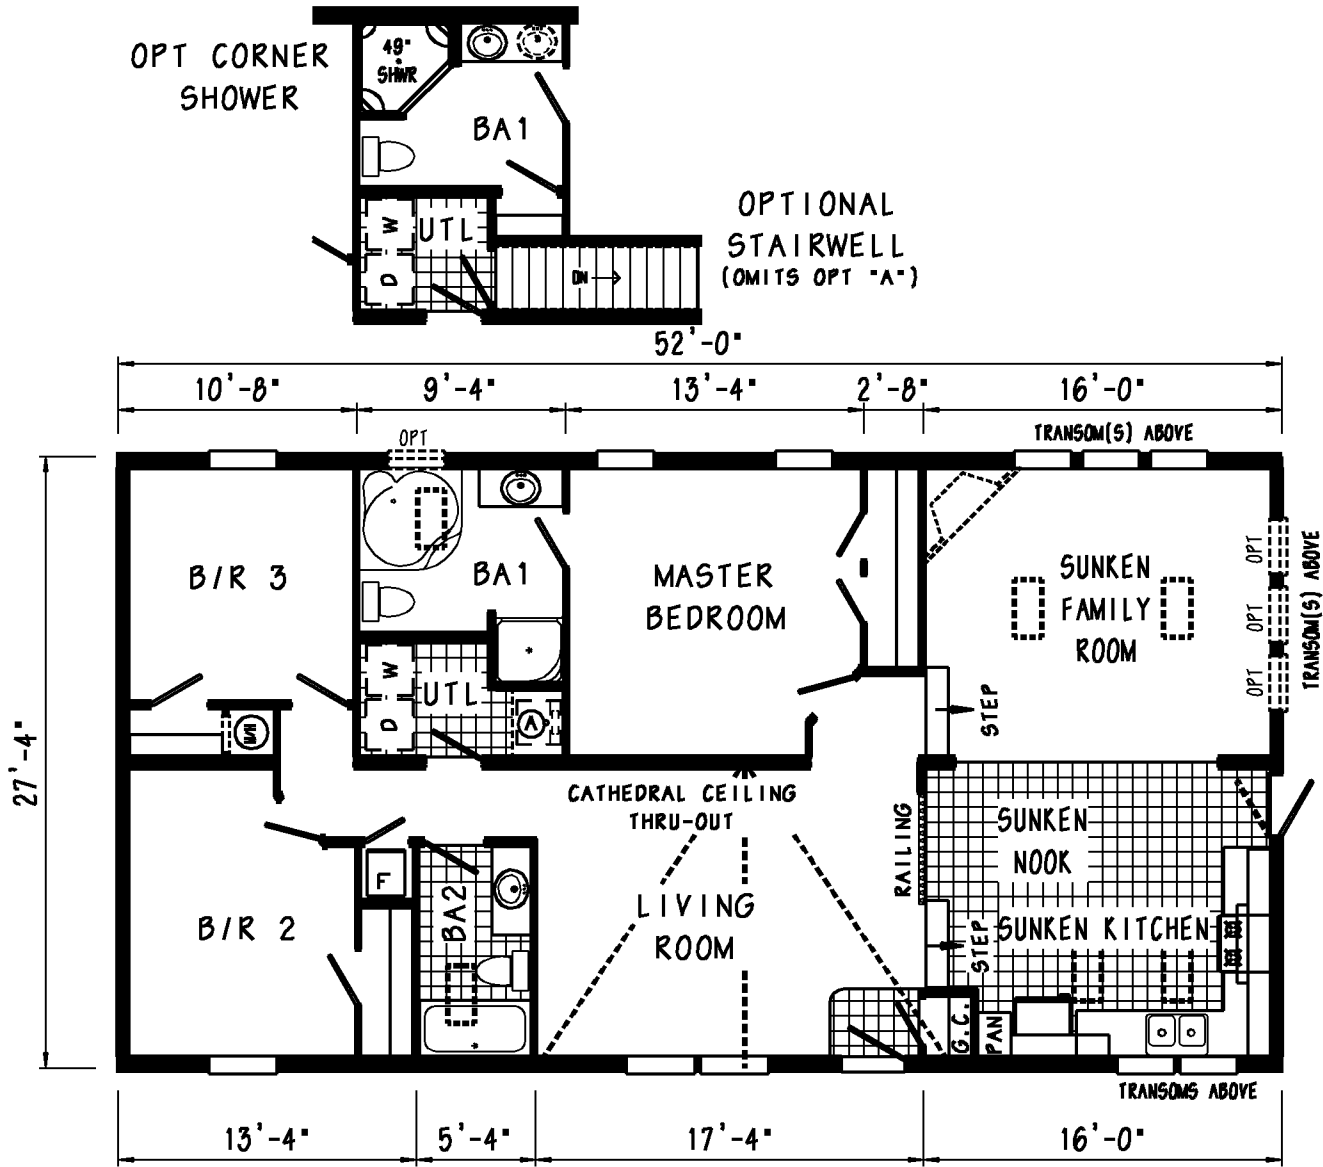 OPT CORNER
SHOWER
49"
SHWR
BA1
W
UTL
D
DN
OPTIONAL
STAIRWELL
(OMITS OPT "A")
52'-0"
10'-8"
9'-4"
13'-4"
2'-8"
16'-0"
OPT
TRANSOM(S) ABOVE
B/R 3
BA1
MASTER
BEDROOM
SUNKEN
FAMILY
ROOM
OPT
OPT
OPT
TRANSOM(S) ABOVE
W
UTL
D
A
W/H
STEP
27'-4"
CATHEDRAL CEILING
THRU-OUT
RAILING
SUNKEN
NOOK
F
B/R 2
BA2
LIVING
ROOM
STEP
SUNKEN KITCHEN
G.C.
PAN
TRANSOMS ABOVE
13'-4"
5'-4"
17'-4"
16'-0"